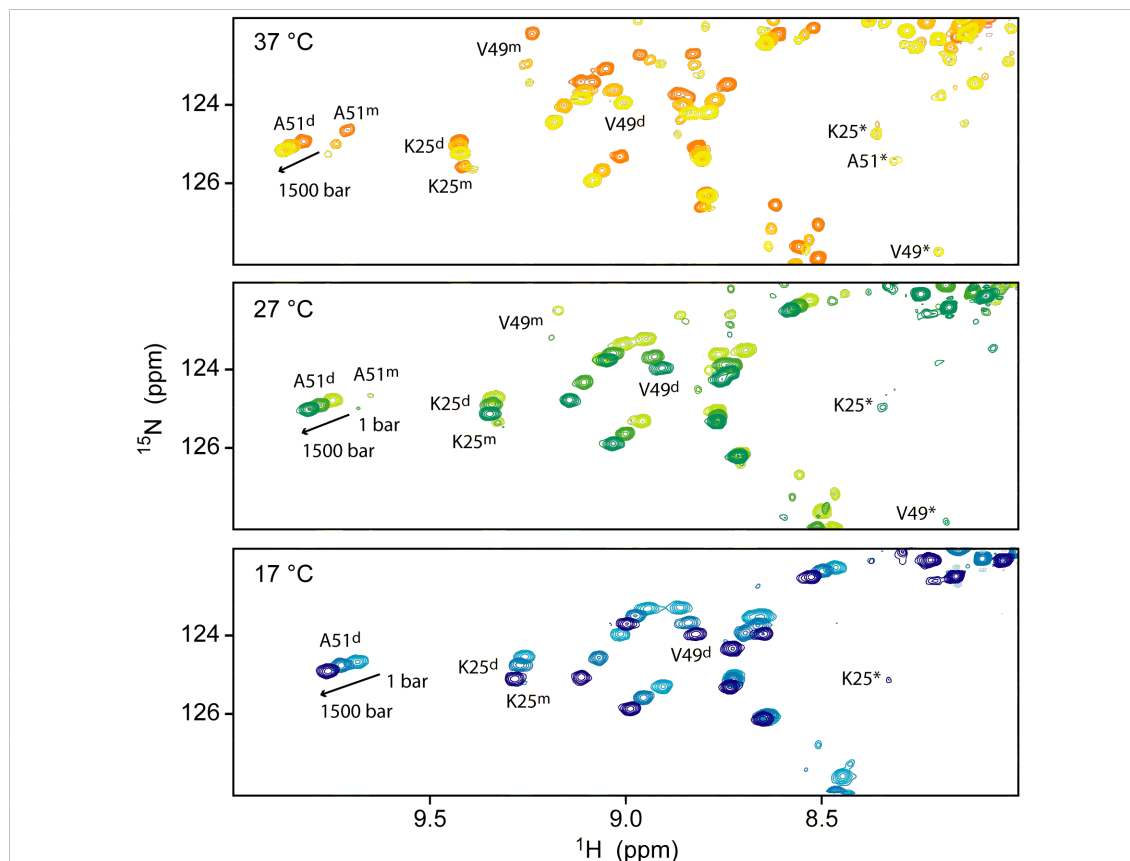 37 °C
V49ᵐ
124
A51ᵐ
A51ᵈ
V49ᵈ
K25*
K25ᵈ
A51*
126
1500 bar
K25ᵐ
V49*
27 °C
V49ᵐ
124
A51ᵈ
A51ᵐ
V49ᵈ
K25ᵈ
K25*
1 bar
K25ᵐ
1500 bar
126
V49*
¹⁵N (ppm)
17 °C
124
A51ᵈ
V49ᵈ
K25ᵈ
1 bar
K25*
K25ᵐ
1500 bar
126
9.5 9.0 8.5
¹H (ppm)